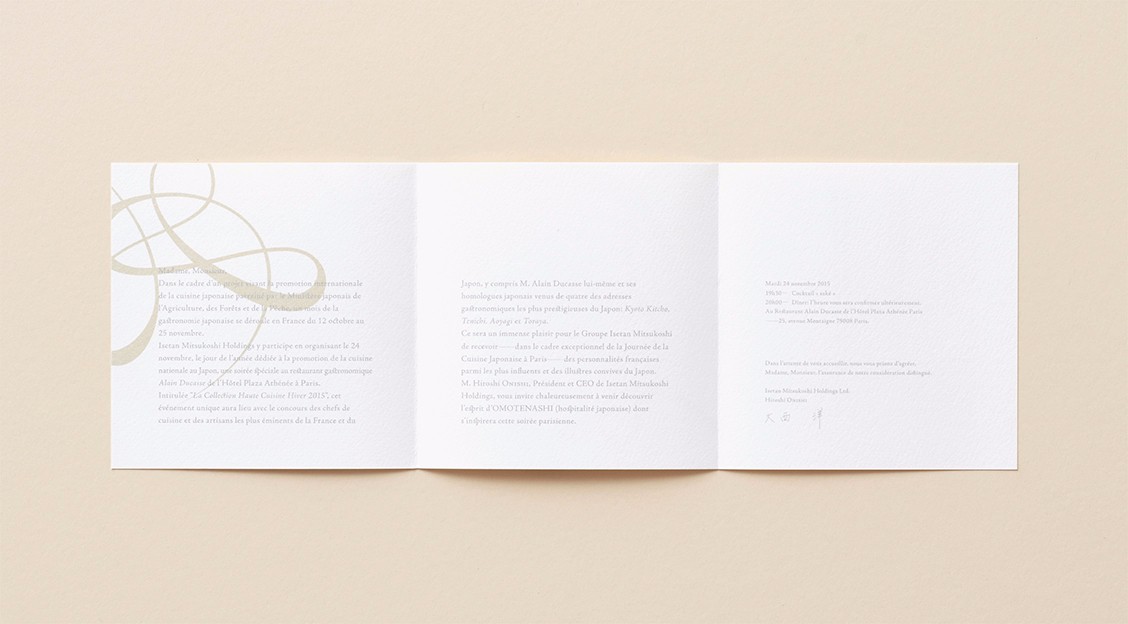 Madame, Monsieur,
Dans le cadre d'un projet visant la promotion internationale
de la cuisine japonaise parrainé par le Ministère japonais de
l'Agriculture, des Forêts et de la Pêche, un mois de la
gastronomie japonaise se déroule en France du 12 octobre au
25 novembre.
Isetan Mitsukoshi Holdings y participe en organisant le 24
novembre, le jour de l'année dédiée à la promotion de la cuisine
nationale au Japon, une soirée spéciale au restaurant gastronomique
Alain Ducasse de l'Hôtel Plaza Athénée à Paris.
Intitulée "La Collection Haute Cuisine Hiver 2015", cet
événement unique aura lieu avec le concours des chefs de
cuisine et des artisans les plus éminents de la France et du
Japon, y compris M. Alain Ducasse lui-même et ses
homologues japonais venus de quatre des adresses
gastronomiques les plus prestigieuses du Japon: Kyoto Kitcho,
Tenichi, Aoyagi et Toraya.
Ce sera un immense plaisir pour le Groupe Isetan Mitsukoshi
de recevoir —— dans le cadre exceptionnel de la Journée de la
Cuisine Japonaise à Paris —— des personnalités françaises
parmi les plus influents et des illustres convives du Japon.
M. Hiroshi Onishi, Président et CEO de Isetan Mitsukoshi
Holdings, vous invite chaleureusement à venir découvrir
l'esprit d'OMOTENASHI (hospitalité japonaise) dont
s'inspirera cette soirée parisienne.
Mardi 24 novembre 2015
19h30— Cocktail « saké »
20h00— Dîner: l'heure vous sera confirmée ultérieurement.
Au Restaurant Alain Ducasse de l'Hôtel Plaza Athénée Paris
——25, avenue Montaigne 75008 Paris
Dans l'attente de vous accueillir, nous vous prions d'agréer,
Madame, Monsieur, l'assurance de notre considération distinguée.
Isetan Mitsukoshi Holdings Ltd.
Hiroshi Onishi
大西 洋